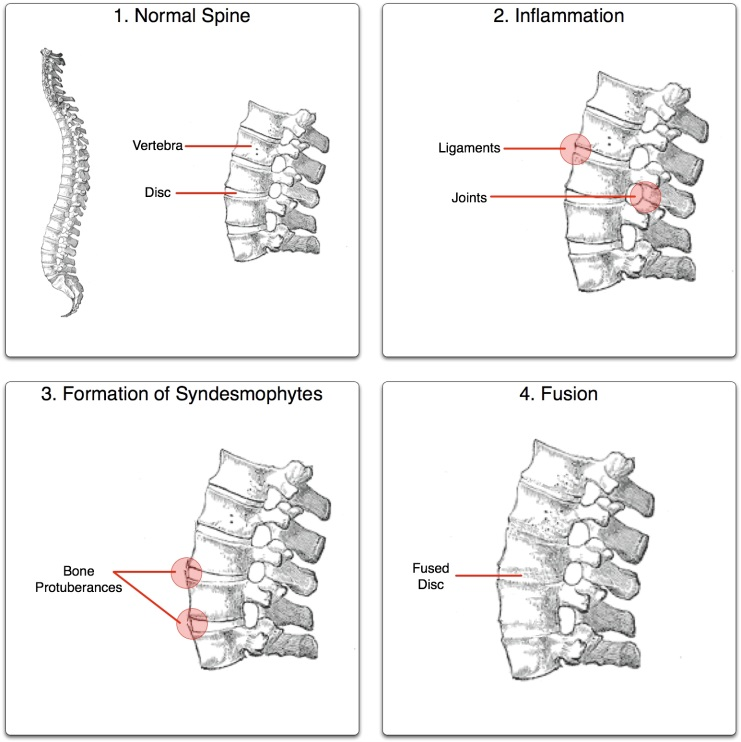 1. Normal Spine
Vertebra
Disc
2. Inflammation
Ligaments
Joints
3. Formation of Syndesmophytes
Bone
Protuberances
4. Fusion
Fused
Disc